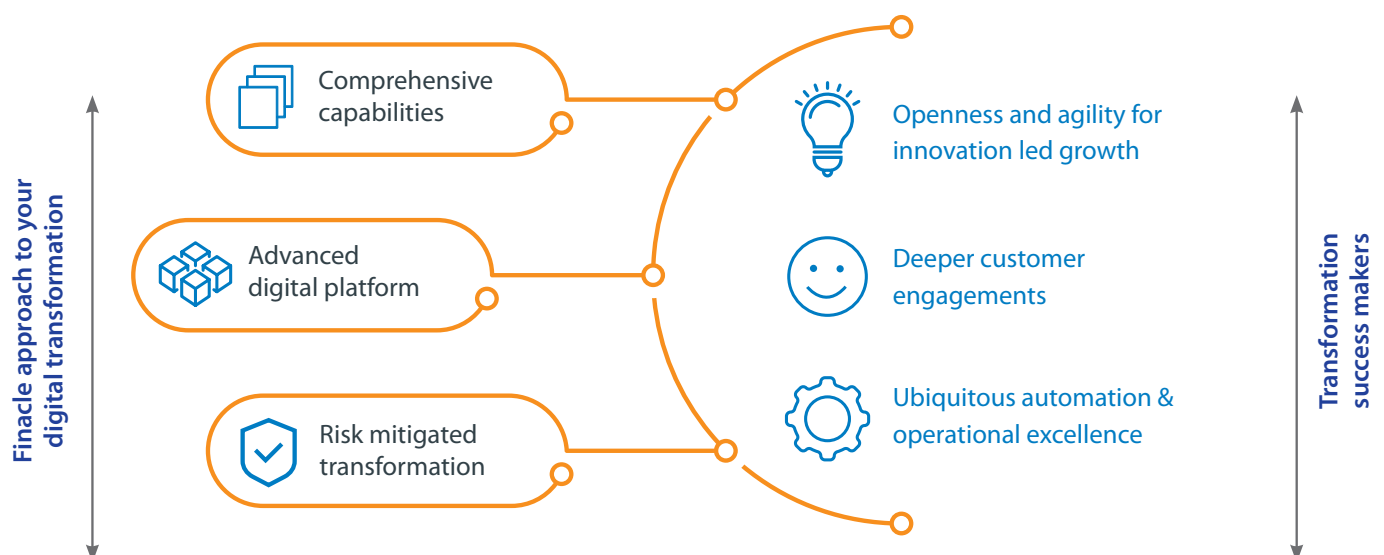 Finacle approach to your
digital transformation
Comprehensive
capabilities
Advanced
digital platform
Risk mitigated
transformation
Openness and agility for
innovation led growth
Deeper customer
engagements
Ubiquitous automation &
operational excellence
Transformation
success makers